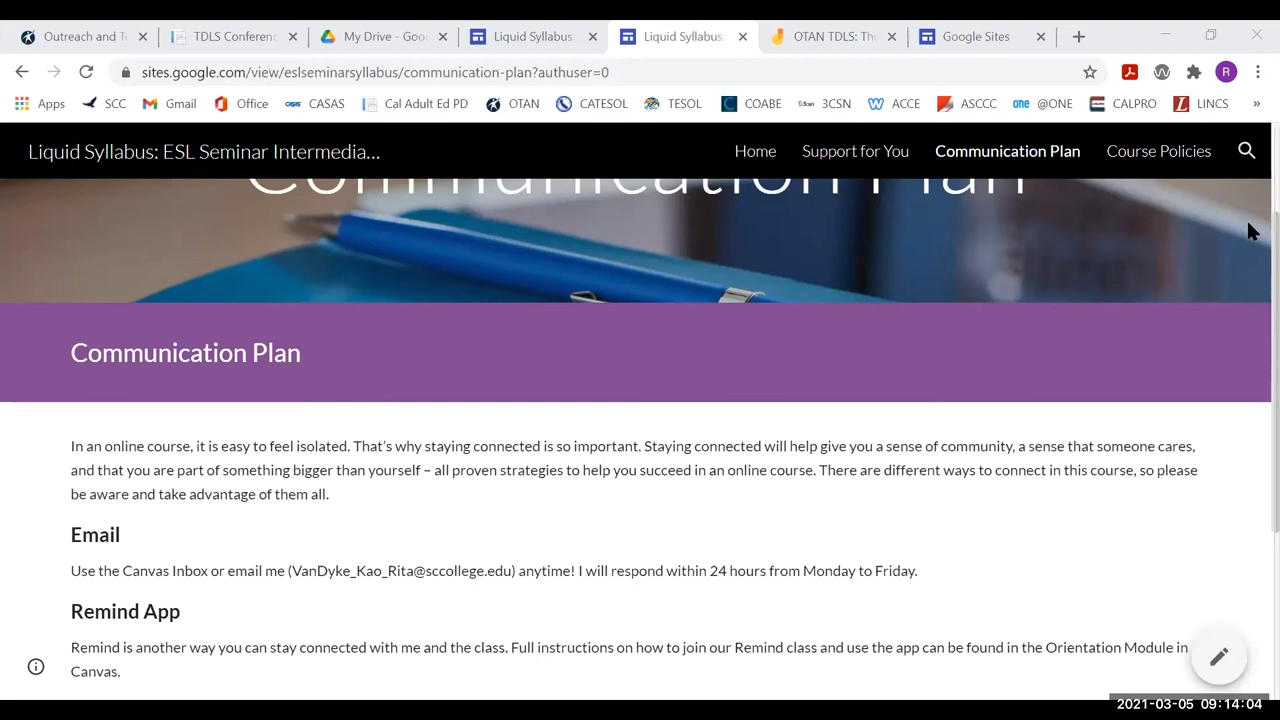 Outreach and Te
TDLS Conferenc
My Drive - Goo
Liquid Syllabus
Liquid Syllabus:
OTAN TDLS: The
Google Sites
sites.google.com/view/eslseminarsyllabus/communication-plan?authuser=0
R
Apps
SCC
Gmail
Office
CASAS
Cal Adult Ed PD
OTAN
CATESOL
TESOL
COABE
3CSN
ACCE
ASCCC
@ONE
CALPRO
LINCS
»
Liquid Syllabus: ESL Seminar Intermedia...
Home
Support for You
Communication Plan
Course Policies
Communication Plan
Communication Plan
In an online course, it is easy to feel isolated. That's why staying connected is so important. Staying connected will help give you a sense of community, a sense that someone cares,
and that you are part of something bigger than yourself – all proven strategies to help you succeed in an online course. There are different ways to connect in this course, so please
be aware and take advantage of them all.
Email
Use the Canvas Inbox or email me (VanDyke_Kao_Rita@sccollege.edu) anytime! I will respond within 24 hours from Monday to Friday.
Remind App
Remind is another way you can stay connected with me and the class. Full instructions on how to join our Remind class and use the app can be found in the Orientation Module in
Canvas.
2021-03-05 09:14:04